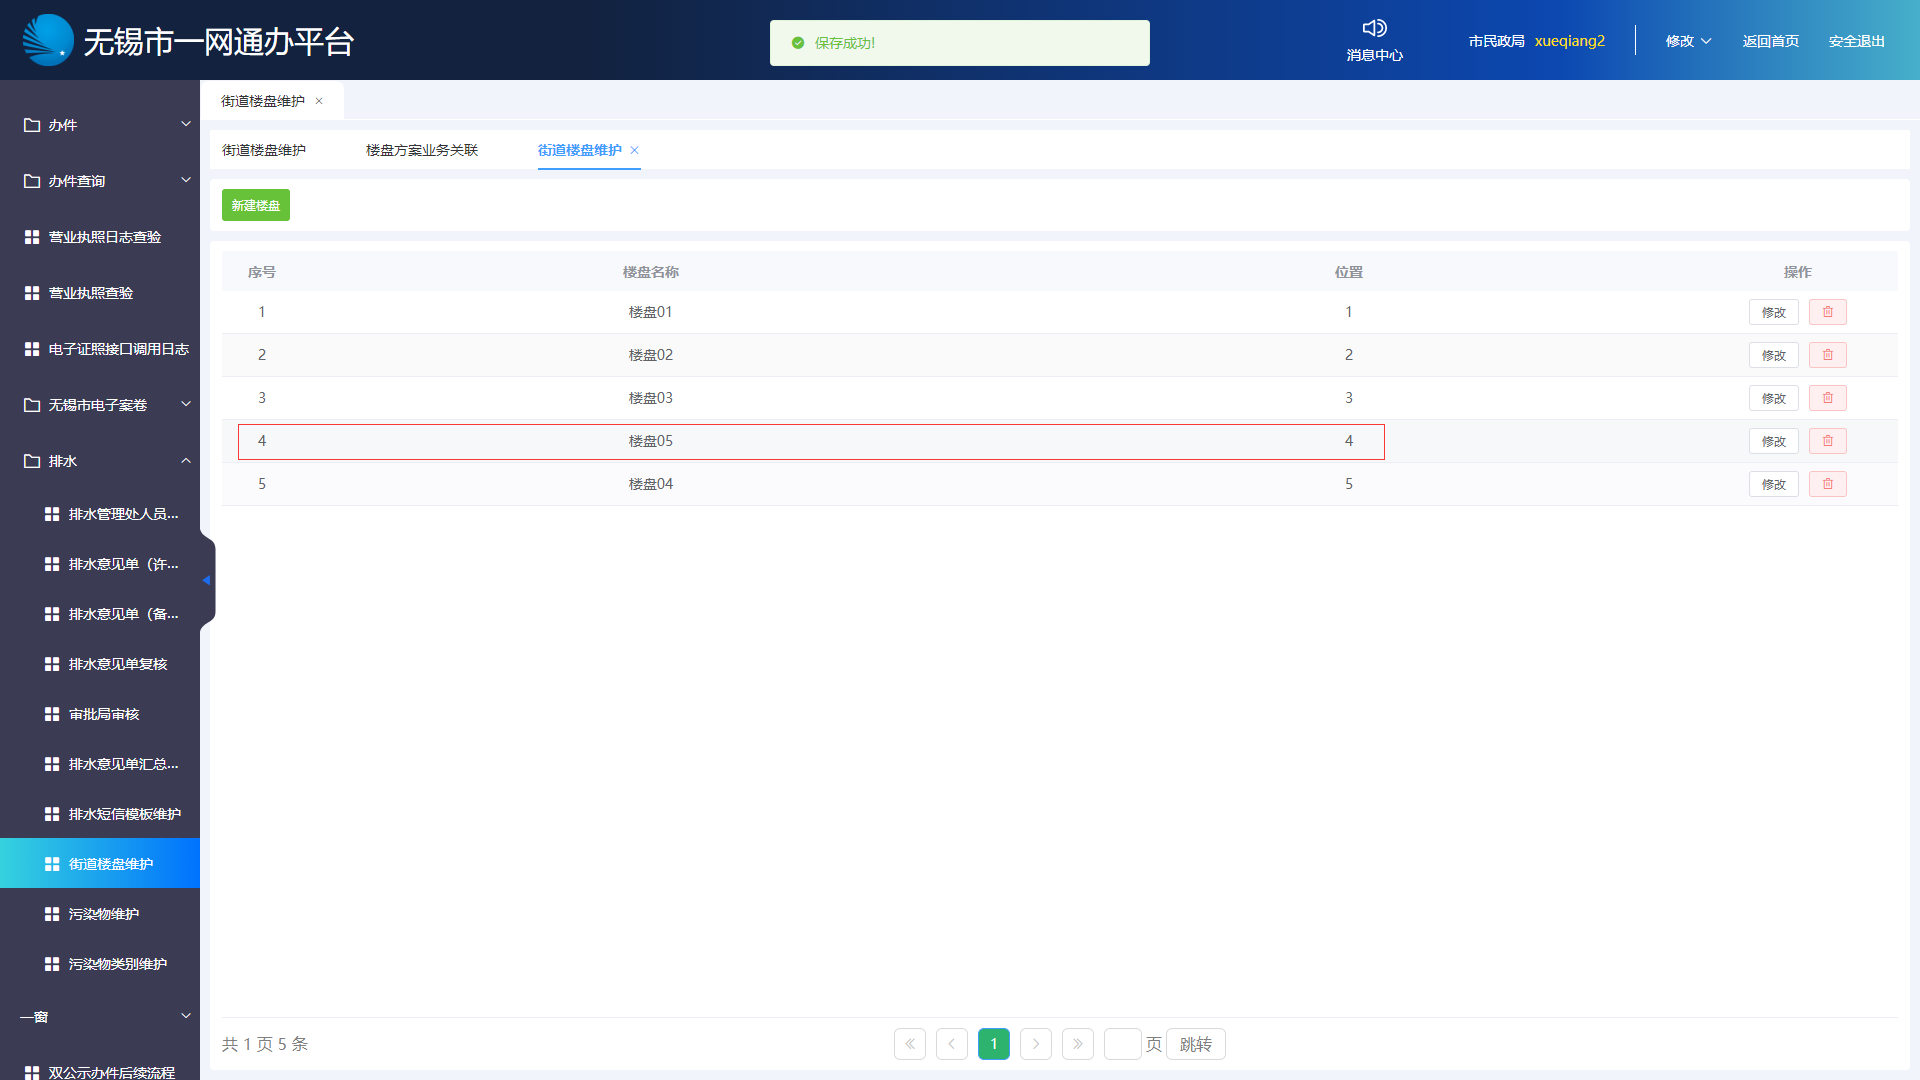 无锡市一网通办平台
保存成功!
消息中心
市民政局 xueqiang2
修改
返回首页
安全退出
办件
办件查询
营业执照日志查验
营业执照查验
电子证照接口调用日志
无锡市电子案卷
排水
排水管理处人员...
排水意见单（许...
排水意见单（备...
排水意见单复核
审批局审核
排水意见单汇总...
排水短信模板维护
街道楼盘维护
污染物维护
污染物类别维护
一窗
双公示办件后续流程
街道楼盘维护
街道楼盘维护 楼盘方案业务关联 街道楼盘维护
新建楼盘
序号 楼盘名称 位置 操作
1 楼盘01 1 修改
2 楼盘02 2 修改
3 楼盘03 3 修改
4 楼盘05 4 修改
5 楼盘04 5 修改
共 1 页 5 条
1 页 跳转